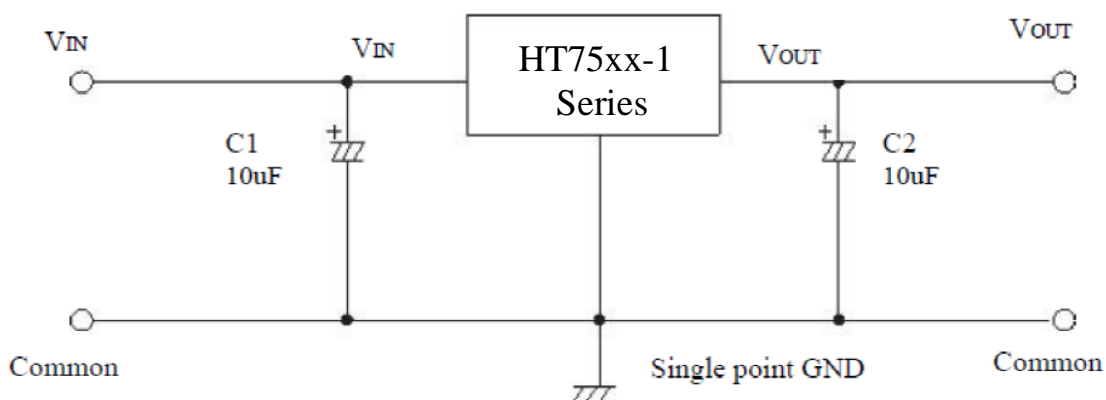 VIN
VIN
HT75xx-1
Series
VOUT
VOUT
+
C1
10uF
+
C2
10uF
Common
Single point GND
Common